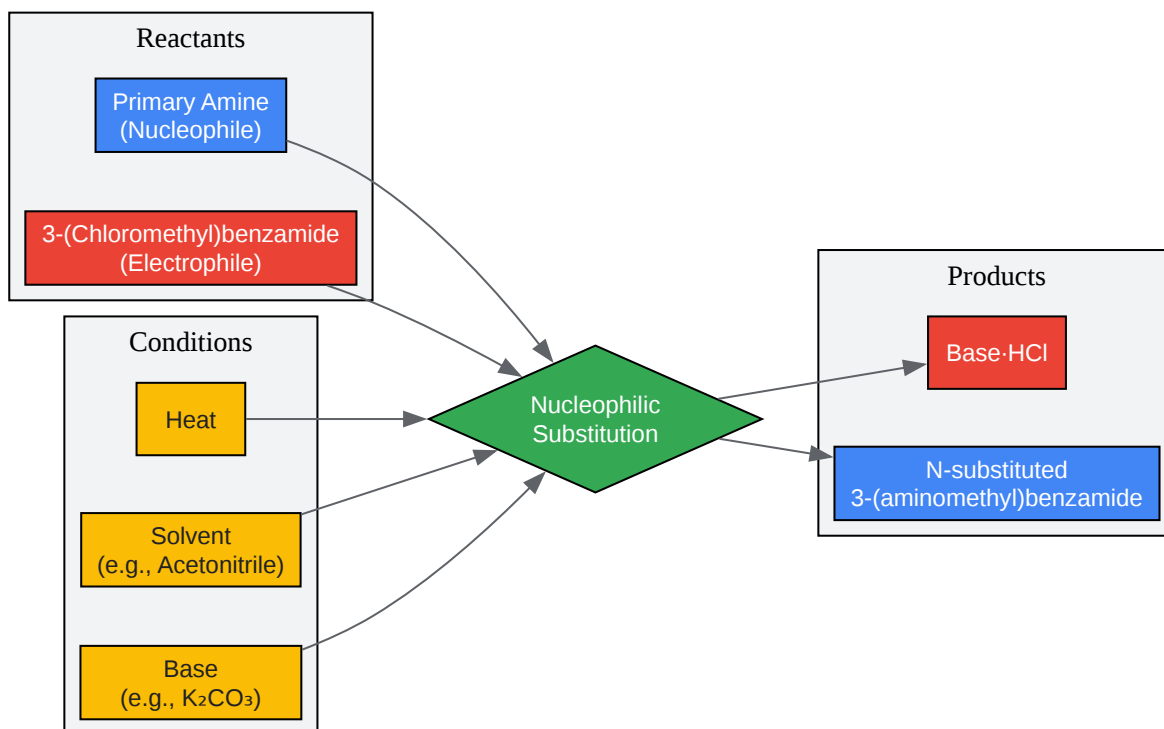 Reactants
Primary Amine
(Nucleophile)
3-(Chloromethyl)benzamide
(Electrophile)
Conditions
Heat
Solvent
(e.g., Acetonitrile)
Base
(e.g., K₂CO₃)
Nucleophilic
Substitution
Products
Base·HCl
N-substituted
3-(aminomethyl)benzamide